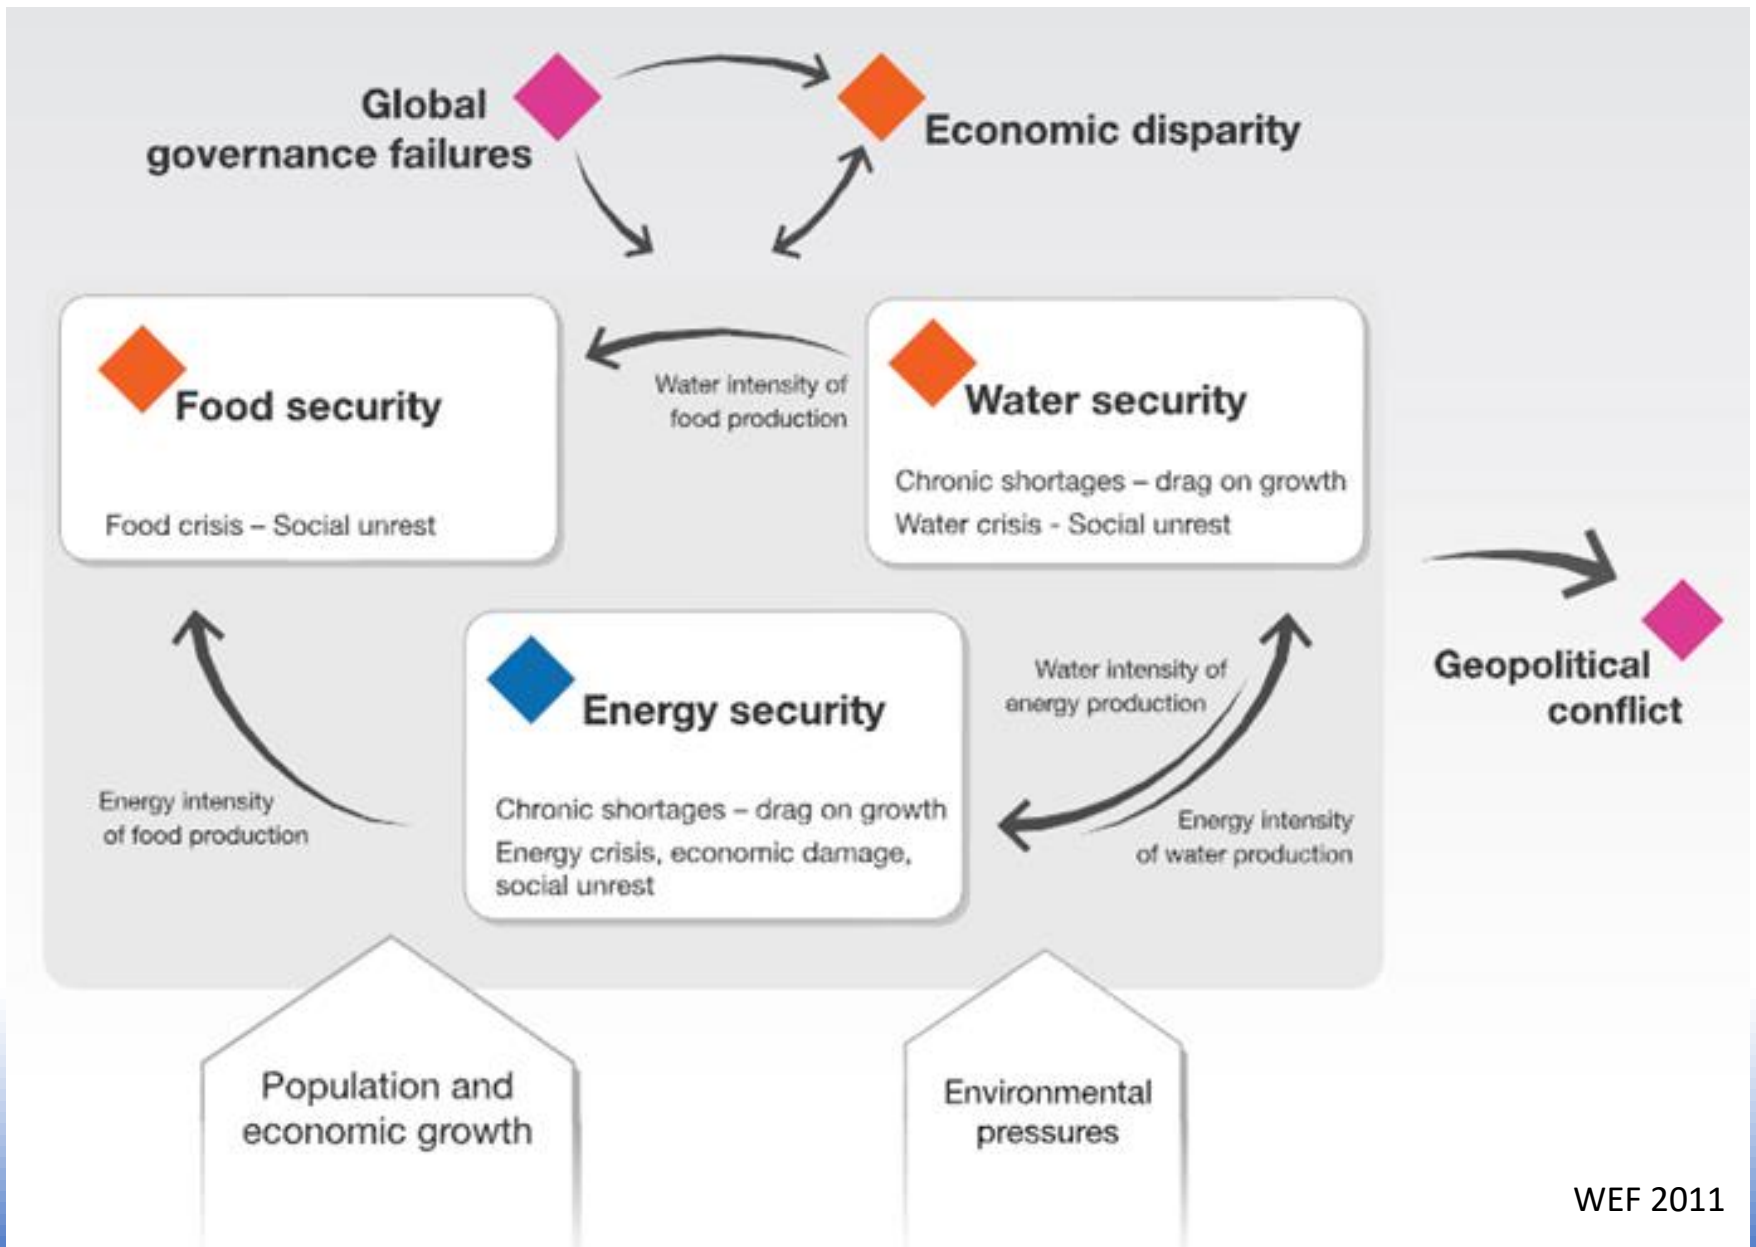 Global
governance failures
Economic disparity
Food security
Food crisis – Social unrest
Water intensity of
food production
Water security
Chronic shortages – drag on growth
Water crisis - Social unrest
Energy security
Chronic shortages – drag on growth
Energy crisis, economic damage,
social unrest
Water intensity of
energy production
Energy intensity
of water production
Energy intensity
of food production
Geopolitical
conflict
Population and
economic growth
Environmental
pressures
WEF 2011